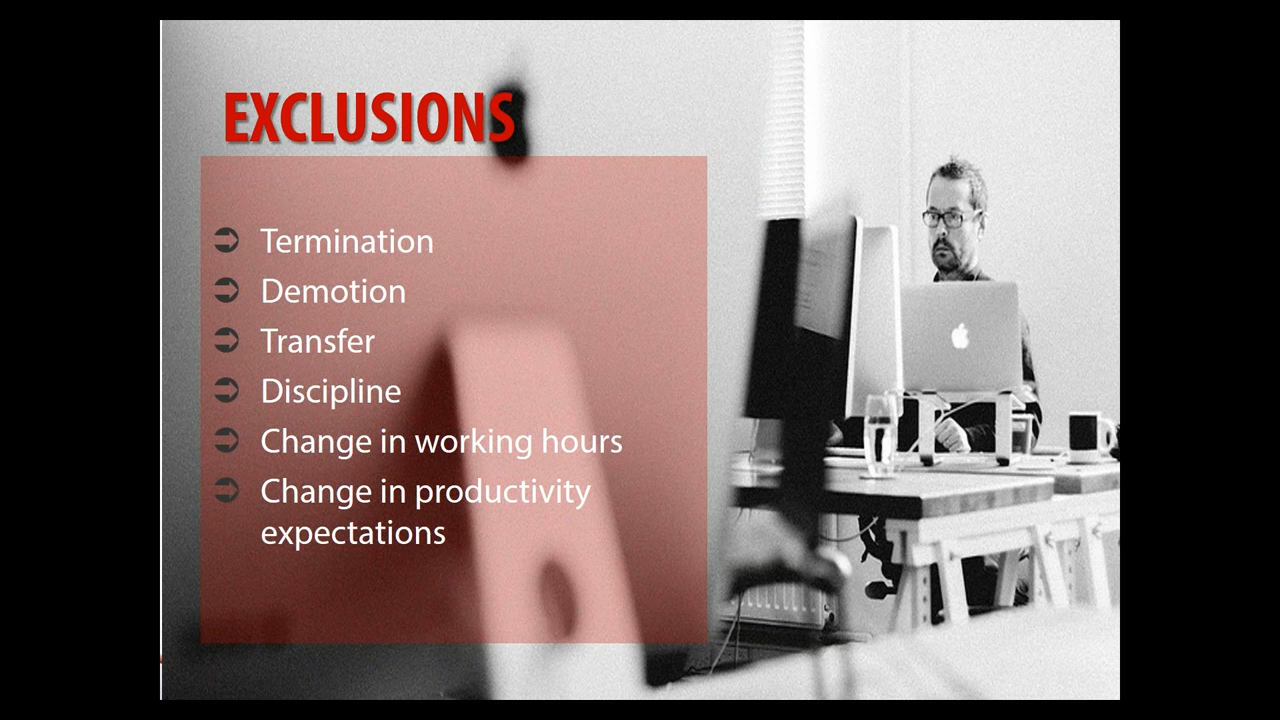 EXCLUSIONS
Termination
Demotion
Transfer
Discipline
Change in working hours
Change in productivity
expectations